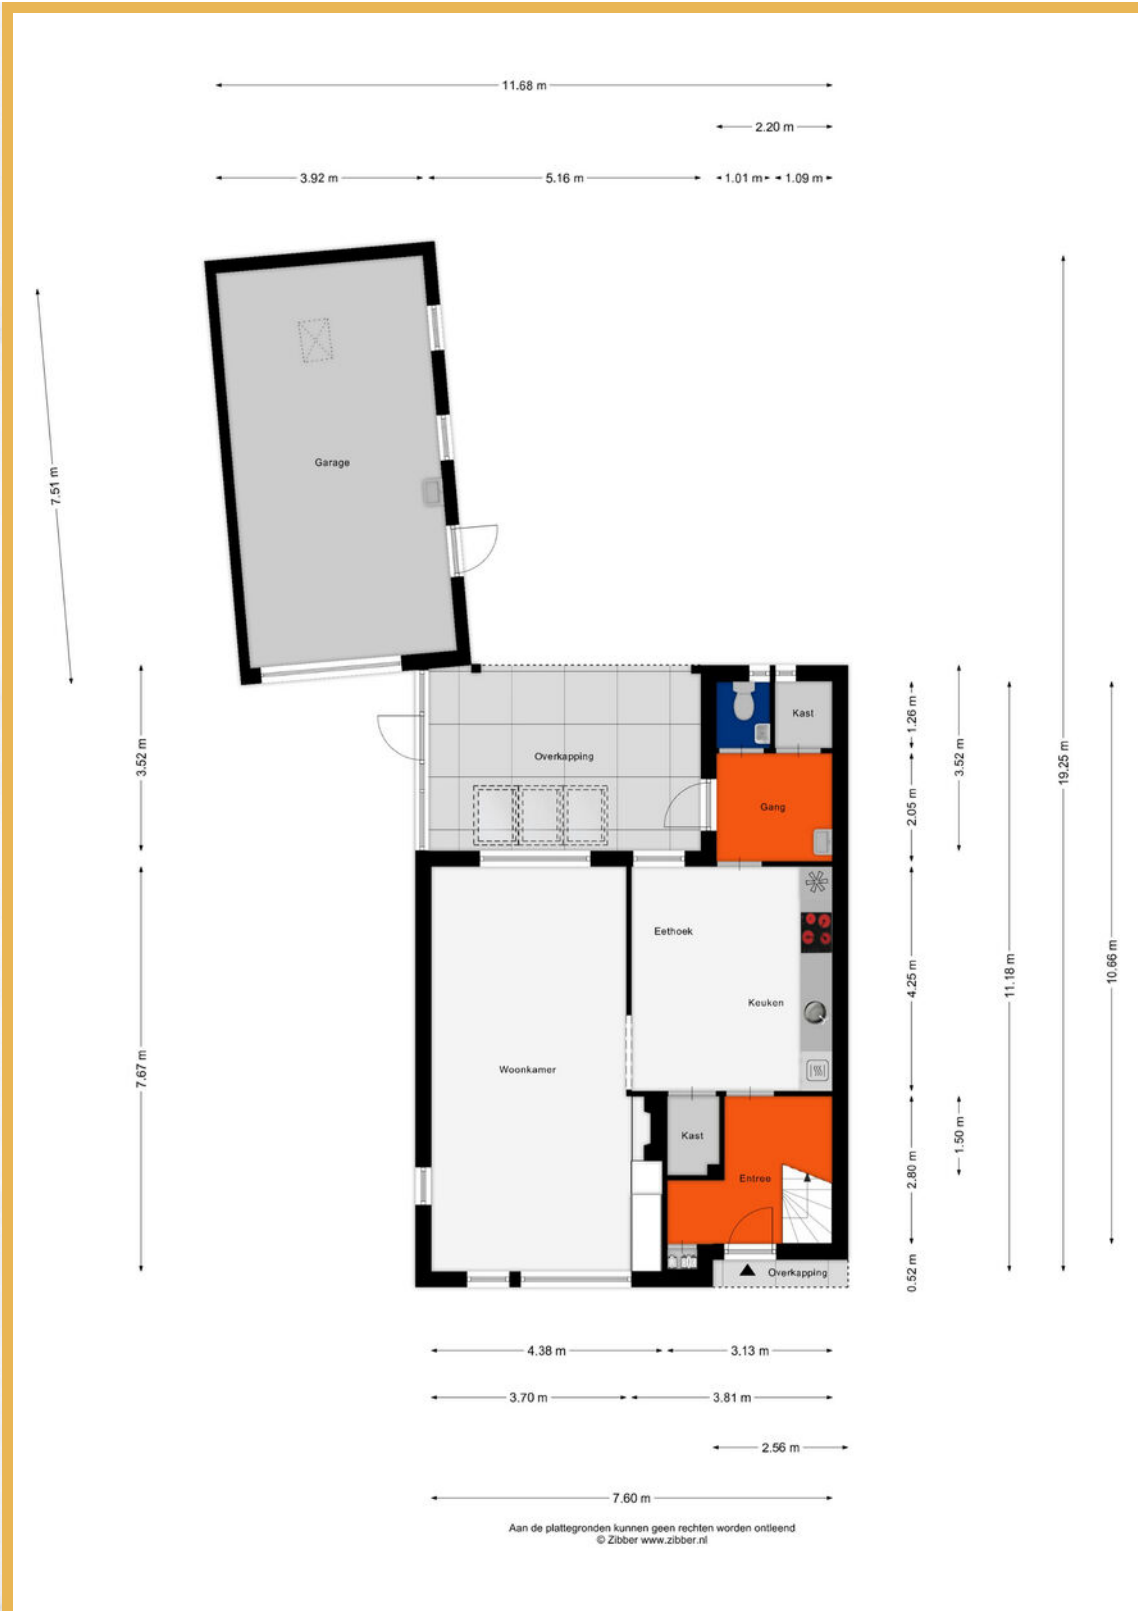 11.68 m
2.20 m
3.92 m
5.16 m
1.01 m
1.09 m
7.51 m
Garage
19.25 m
3.52 m
Overkapping
Kast
1.26 m
3.52 m
Gang
2.05 m
Eethoek
Keuken
4.25 m
11.18 m
10.66 m
7.67 m
Woonkamer
Kast
1.50 m
Entree
2.80 m
Overkapping
0.52 m
4.38 m
3.13 m
3.70 m
3.81 m
2.56 m
7.60 m
Aan de plattegronden kunnen geen rechten worden ontleend
© Zibber www.zibber.nl